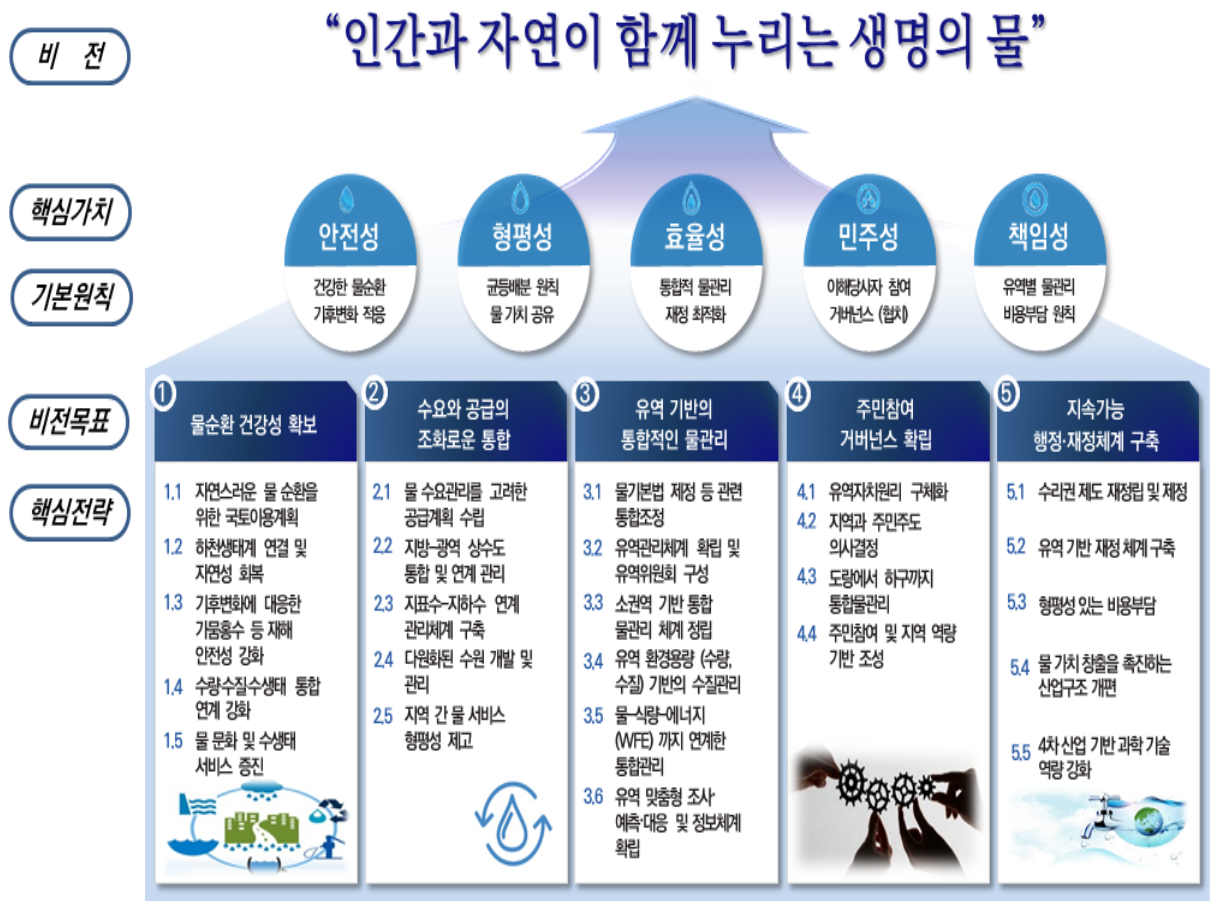 비 전
“인간과 자연이 함께 누리는 생명의 물”
핵심가치
안전성
형평성
효율성
민주성
책임성
기본원칙
건강한 물순환
기후변화 적응
균등배분 원칙
물 가치 공유
통합적 물관리
재정 최적화
이해당사자 참여
거버넌스 (협치)
유역별 물관리
비용부담 원칙
비전목표
핵심전략
1
물순환 건강성 확보
1.1 자연스러운 물 순환을
위한 국토이용계획
1.2 하천생태계 연결 및
자연성 회복
1.3 기후변화에 대응한
가뭄홍수 등 재해
안전성 강화
1.4 수량수질수생태 통합
연계 강화
1.5 물 문화 및 수생태
서비스 증진
2
수요와 공급의
조화로운 통합
2.1 물 수요관리를 고려한
공급계획 수립
2.2 지방-광역 상수도
통합 및 연계 관리
2.3 지표수-지하수 연계
관리체계 구축
2.4 다원화된 수원 개발 및
관리
2.5 지역 간 물 서비스
형평성 제고
3
유역 기반의
통합적인 물관리
3.1 물기본법 제정 등 관련
통합조정
3.2 유역관리체계 확립 및
유역위원회 구성
3.3 소권역 기반 통합
물관리 체계 정립
3.4 유역 환경용량 (수량,
수질) 기반의 수질관리
3.5 물-식량-에너지
(WFE) 까지 연계한
통합관리
3.6 유역 맞춤형 조사·
예측·대응 및 정보체계
확립
4
주민참여
거버넌스 확립
4.1 유역자치원리 구체화
4.2 지역과 주민주도
의사결정
4.3 도랑에서 하구까지
통합물관리
4.4 주민참여 및 지역 역량
기반 조성
5
지속가능
행정·재정체계 구축
5.1 수리권 제도 재정립 및 제정
5.2 유역 기반 재정 체계 구축
5.3 형평성 있는 비용부담
5.4 물 가치 창출을 촉진하는
산업구조 개편
5.5 4차 산업 기반 과학 기술
역량 강화